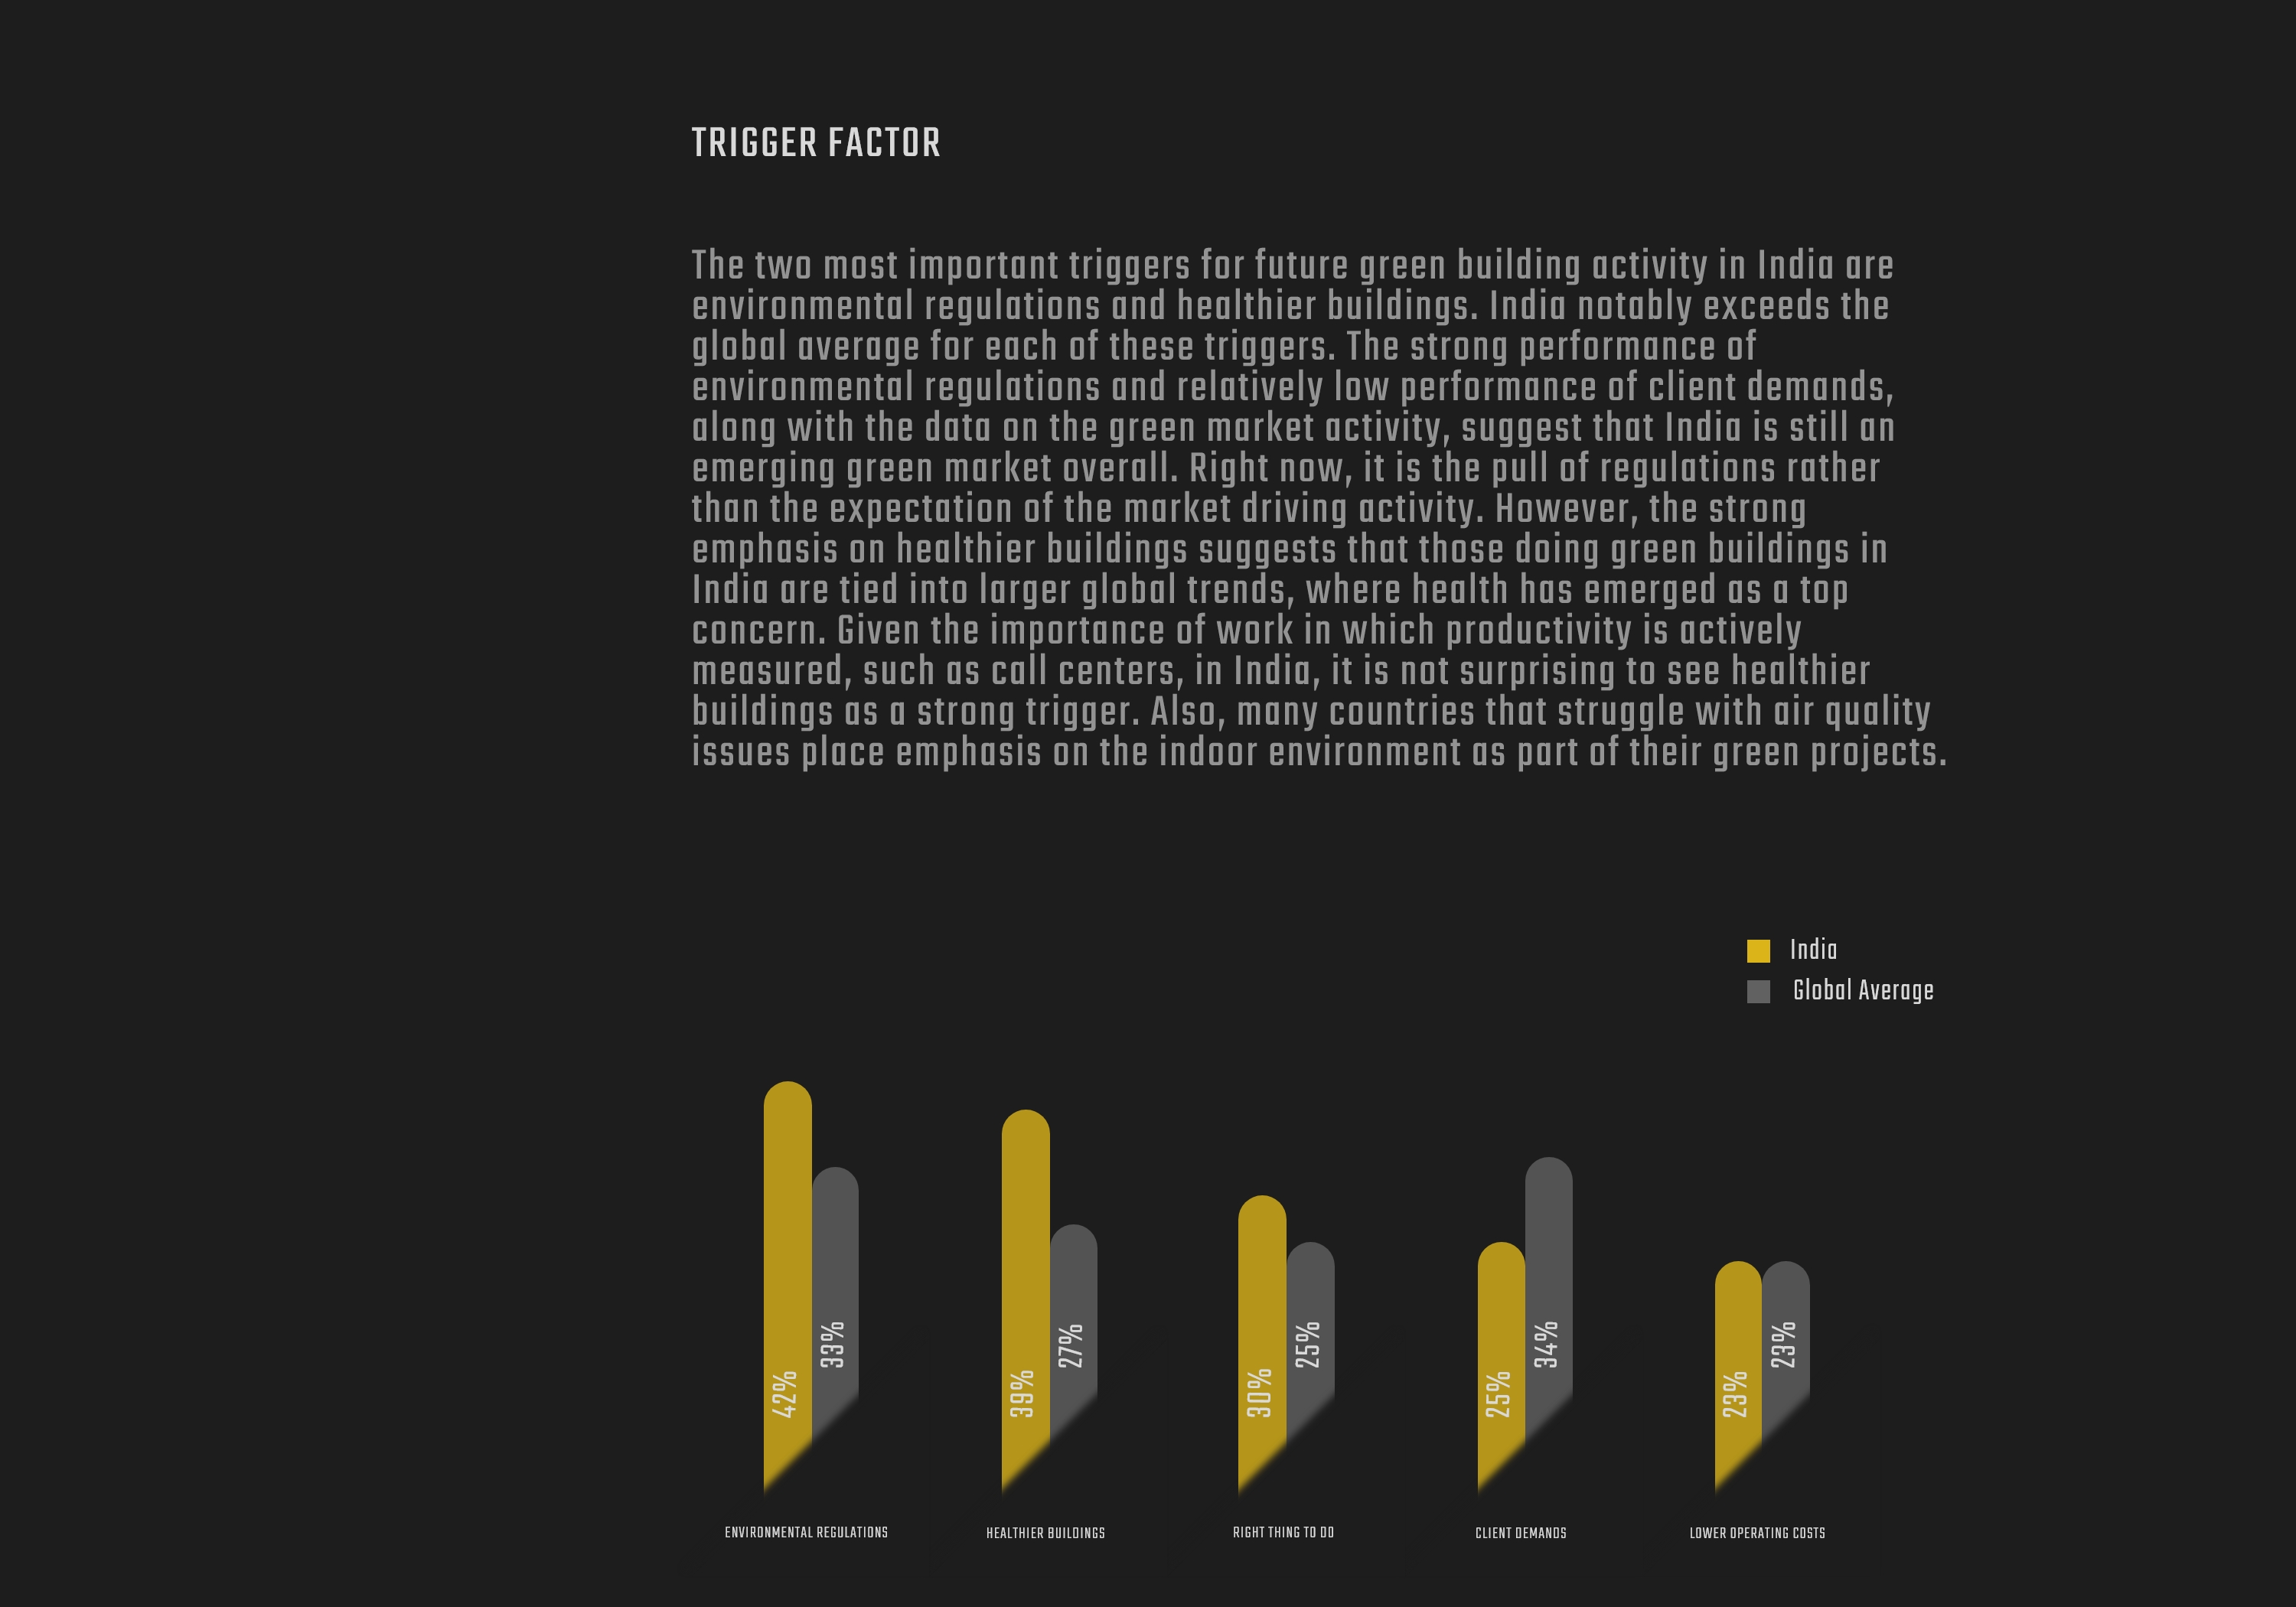 TRIGGER FACTOR
The two most important triggers for future green building activity in India are
environmental regulations and healthier buildings. India notably exceeds the
global average for each of these triggers. The strong performance of
environmental regulations and relatively low performance of client demands,
along with the data on the green market activity, suggest that India is still an
emerging green market overall. Right now, it is the pull of regulations rather
than the expectation of the market driving activity. However, the strong
emphasis on healthier buildings suggests that those doing green buildings in
India are tied into larger global trends, where health has emerged as a top
concern. Given the importance of work in which productivity is actively
measured, such as call centers, in India, it is not surprising to see healthier
buildings as a strong trigger. Also, many countries that struggle with air quality
issues place emphasis on the indoor environment as part of their green projects.
India
Global Average
42%
33%
39%
27%
30%
25%
25%
34%
23%
23%
ENVIRONMENTAL REGULATIONS
HEALTHIER BUILDINGS
RIGHT THING TO DO
CLIENT DEMANDS
LOWER OPERATING COSTS